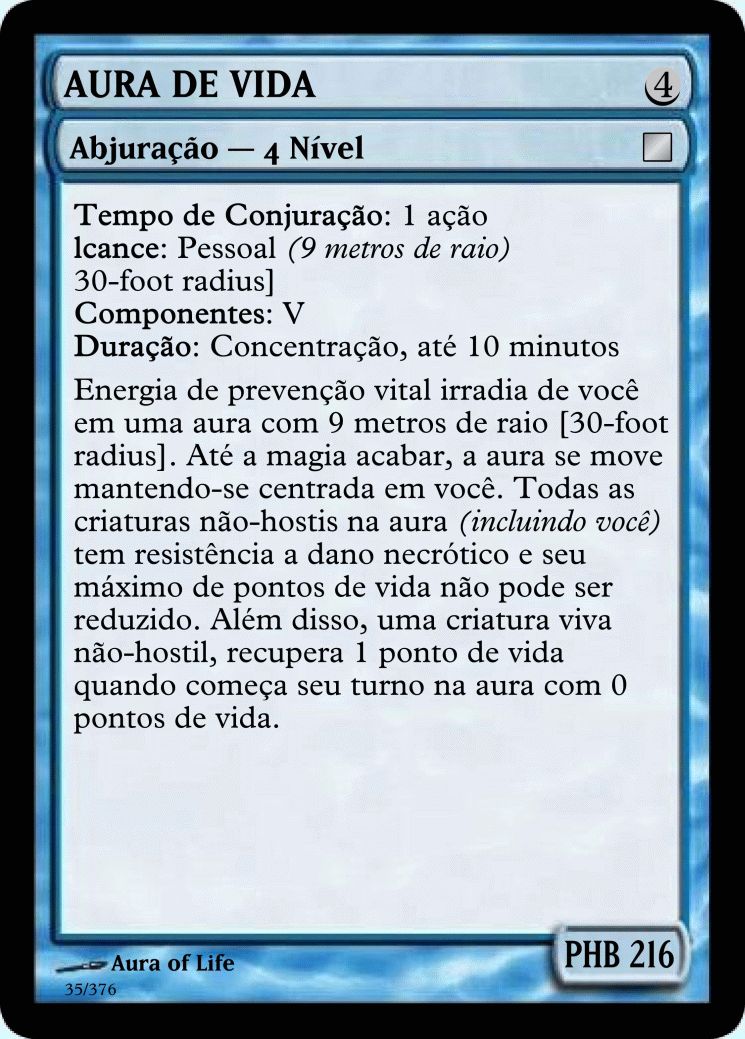 AURA DE VIDA
4
Abjuração — 4 Nível
Tempo de Conjuração: 1 ação
lcance: Pessoal (9 metros de raio)
30-foot radius]
Componentes: V
Duração: Concentração, até 10 minutos
Energia de prevenção vital irradia de você
em uma aura com 9 metros de raio [30-foot
radius]. Até a magia acabar, a aura se move
mantendo-se centrada em você. Todas as
criaturas não-hostis na aura (incluindo você)
tem resistência a dano necrótico e seu
máximo de pontos de vida não pode ser
reduzido. Além disso, uma criatura viva
não-hostil, recupera 1 ponto de vida
quando começa seu turno na aura com 0
pontos de vida.
PHB 216
Aura of Life
35/376